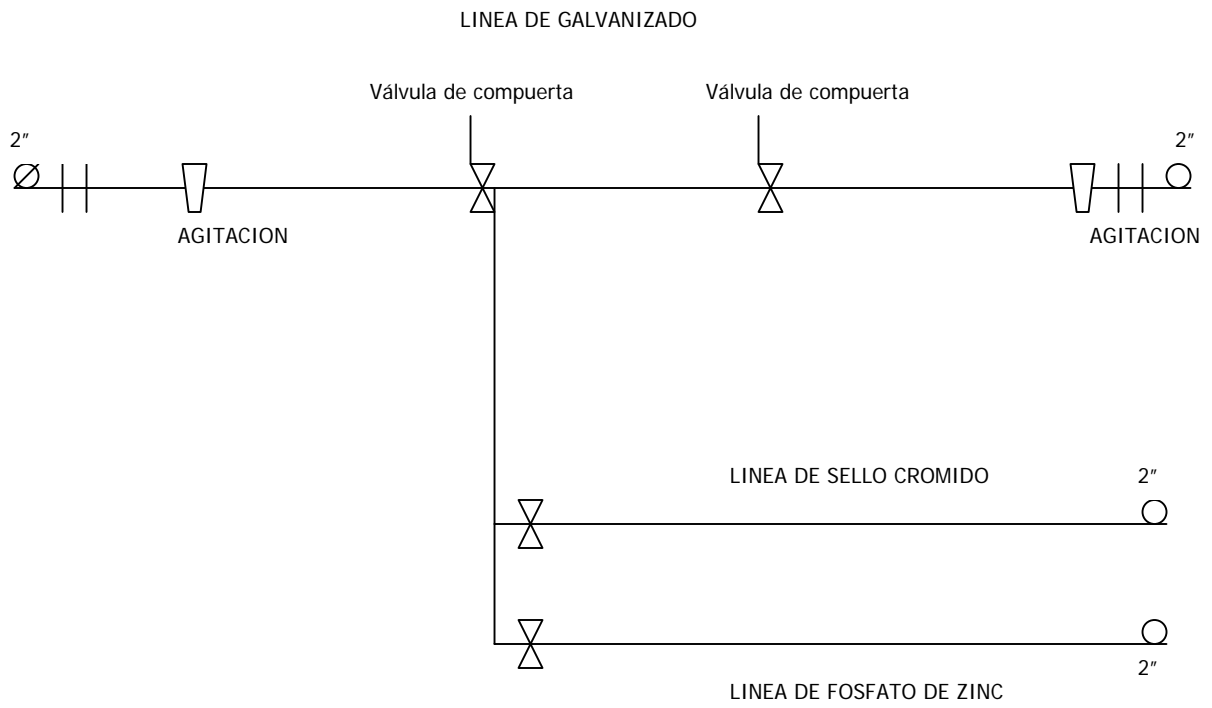 LINEA DE GALVANIZADO
Válvula de compuerta
Válvula de compuerta
2"
2"
AGITACION
AGITACION
LINEA DE SELLO CROMIDO
2"
2"
LINEA DE FOSFATO DE ZINC